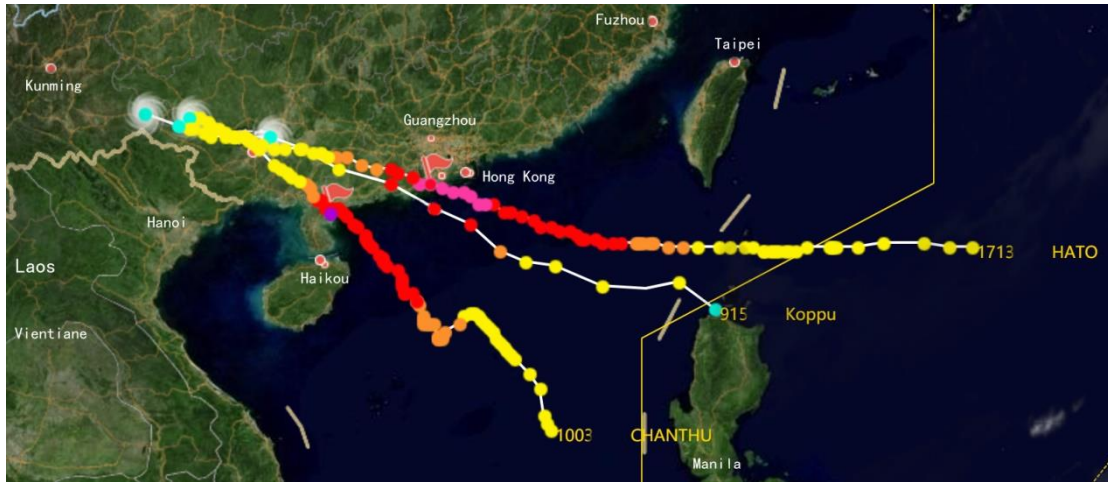 Fuzhou
Taipei
Kunming
Guangzhou
Hong Kong
Hanoi
Laos
Haikou
1713 HATO
915 Koppu
Vientiane
1003 CHANTHU
Manila